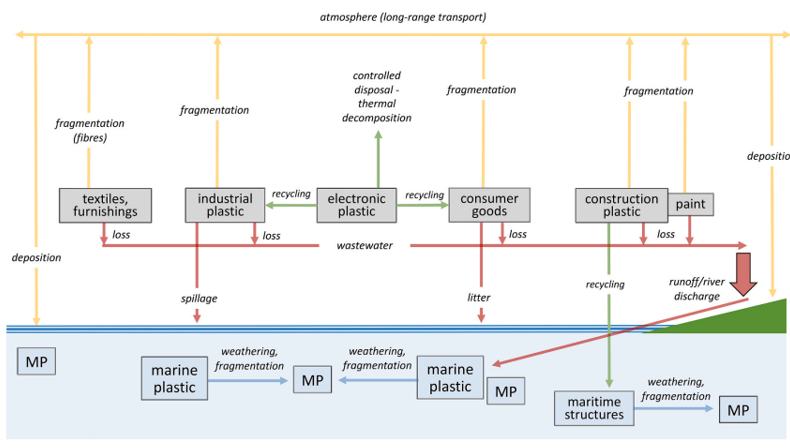 atmosphere (long-range transport)
controlled
disposal -
thermal
decomposition
fragmentation
(fibres)
fragmentation
fragmentation
fragmentation
depositio
textiles,
furnishings
industrial
plastic
recycling
electronic
plastic
recycling
consumer
goods
construction
plastic
paint
loss
loss
wastewater
loss
loss
deposition
spillage
litter
recycling
runoff/river
discharge
MP
marine
plastic
weathering,
fragmentation
MP
weathering,
fragmentation
marine
plastic
MP
maritime
structures
weathering,
fragmentation
MP